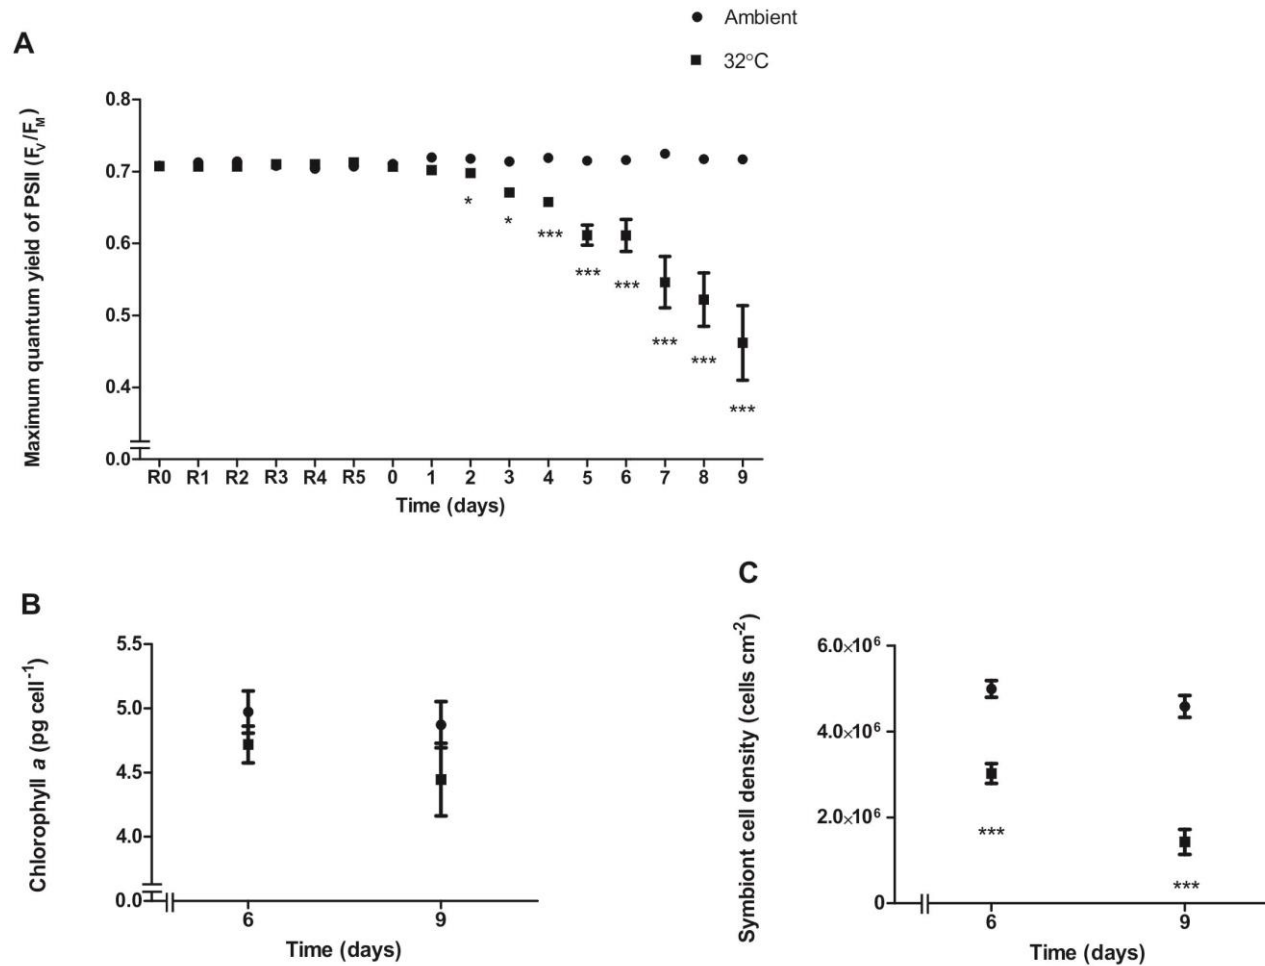 Ambient
32°C
A
Maximum quantum yield of PSII (FV/FM)
0.8
0.7
0.6
0.5
0.4
0.0
*
*
***
***
***
***
***
***
R0 R1 R2 R3 R4 R5 0 1 2 3 4 5 6 7 8 9
Time (days)
B
Chlorophyll a (pg cell⁻¹)
5.5
5.0
4.5
4.0
0.0
6 9
Time (days)
C
Symbiont cell density (cells cm⁻²)
6.0×10⁶
4.0×10⁶
2.0×10⁶
0
***
***
6 9
Time (days)